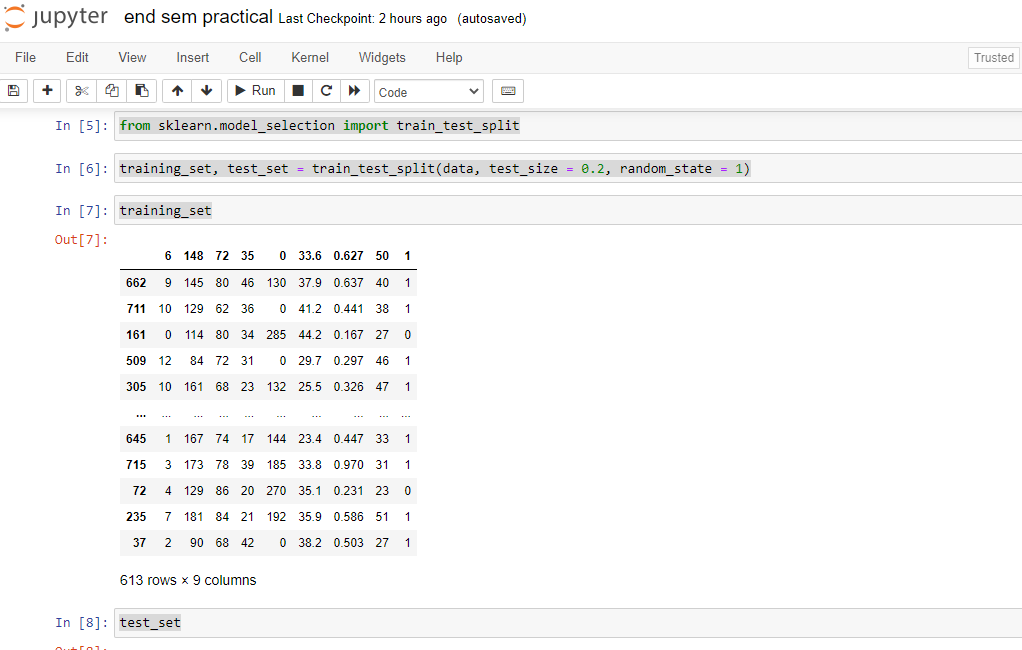 jupyter end sem practical Last Checkpoint: 2 hours ago (autosaved)
File Edit View Insert Cell Kernel Widgets Help Trusted
Run Code
In [5]: from sklearn.model_selection import train_test_split
In [6]: training_set, test_set = train_test_split(data, test_size = 0.2, random_state = 1)
In [7]: training_set
Out[7]:
6 148 72 35 0 33.6 0.627 50 1
662 9 145 80 46 130 37.9 0.637 40 1
711 10 129 62 36 0 41.2 0.441 38 1
161 0 114 80 34 285 44.2 0.167 27 0
509 12 84 72 31 0 29.7 0.297 46 1
305 10 161 68 23 132 25.5 0.326 47 1
... ... ... ... ... ... ... ... ... ...
645 1 167 74 17 144 23.4 0.447 33 1
715 3 173 78 39 185 33.8 0.970 31 1
72 4 129 86 20 270 35.1 0.231 23 0
235 7 181 84 21 192 35.9 0.586 51 1
37 2 90 68 42 0 38.2 0.503 27 1
613 rows × 9 columns
In [8]: test_set
Out[8]: